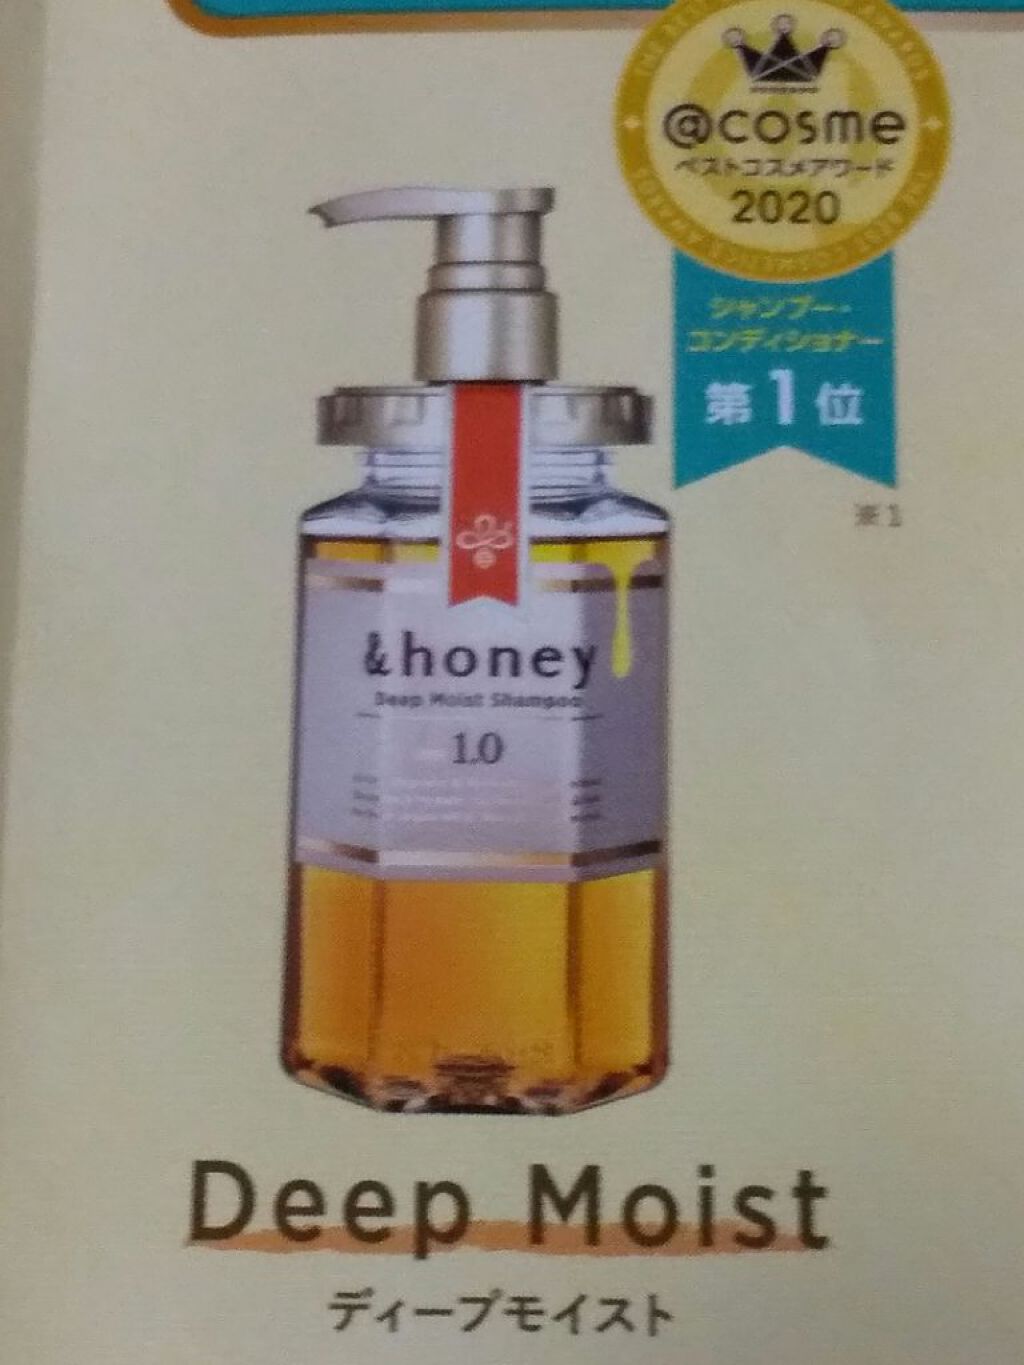 @cosme
ベストコスメアワード
2020
シャンプー・
コンディショナー
第1位
※1
&honey
Deep Moist Shampoo
1.0
Deep Moist
ディープモイスト